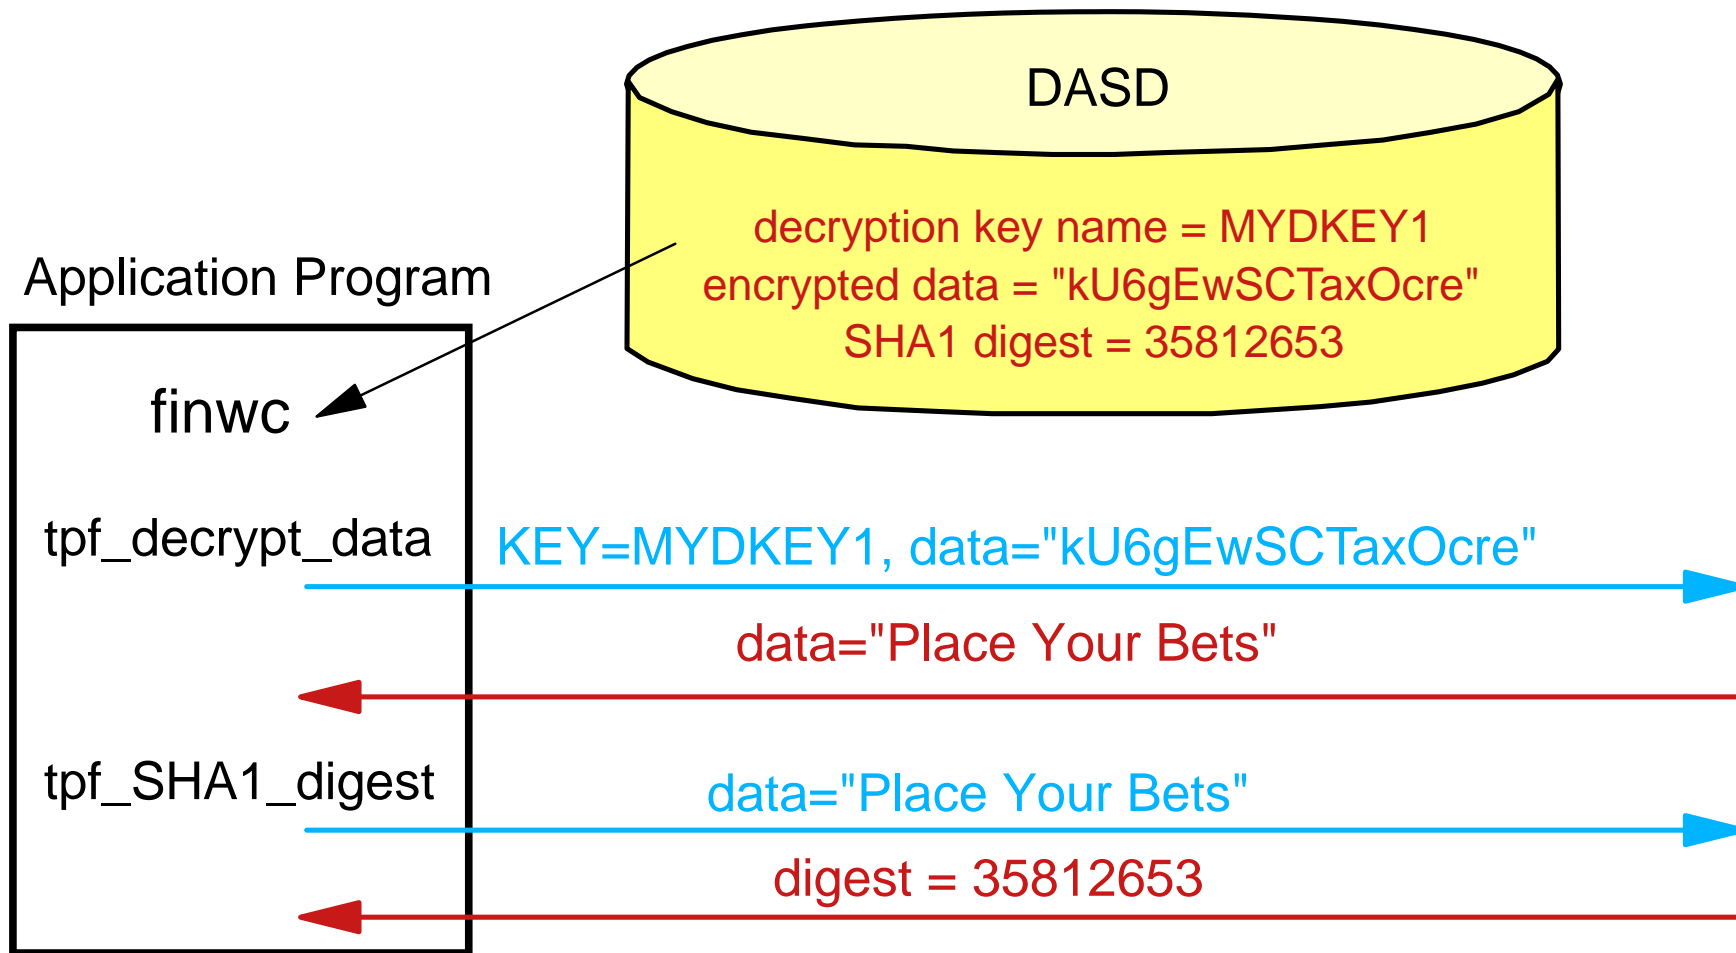 DASD
decryption key name = MYDKEY1
encrypted data = "kU6gEwSCTaxOcre"
SHA1 digest = 35812653
Application Program
finwc
tpf_decrypt_data
KEY=MYDKEY1, data="kU6gEwSCTaxOcre"
data="Place Your Bets"
tpf_SHA1_digest
data="Place Your Bets"
digest = 35812653